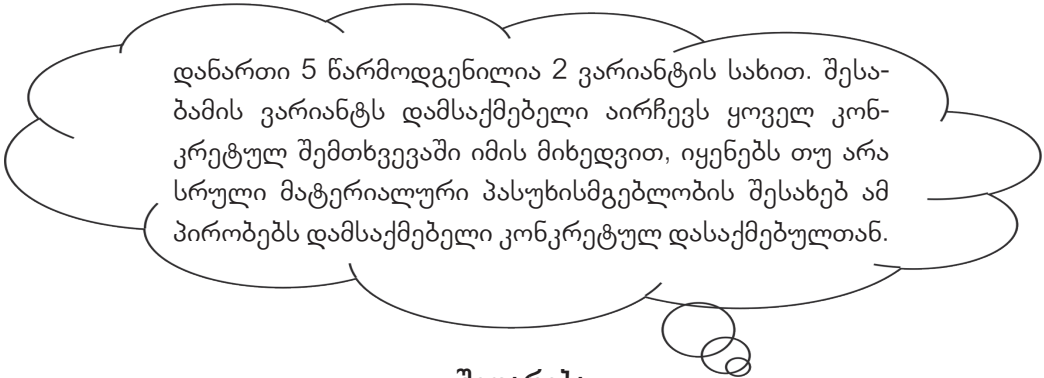 დანართი 5 წარმოდგენილია 2 ვარიანტის სახით. შესა-
ბამის ვარიანტს დამსაქმებელი აირჩევს ყოველ კონ-
კრეტულ შემთხვევაში იმის მიხედვით, იყენებს თუ არა
სრული მატერიალური პასუხისმგებლობის შესახებ ამ
პირობებს დამსაქმებელი კონკრეტულ დასაქმებულთან.